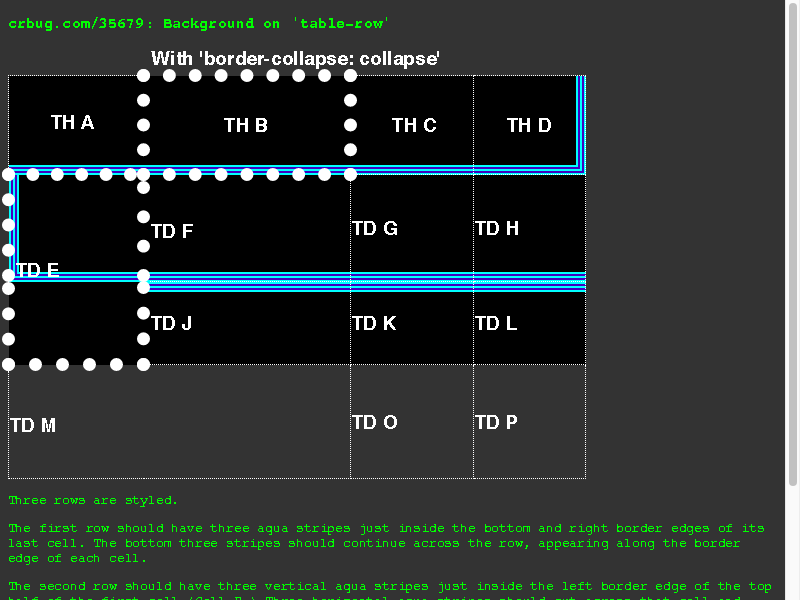 crbug.com/35679: Background on 'table-row'
With 'border-collapse: collapse'
TH A TH B TH C TH D
TD E TD F TD G TD H
TD J TD K TD L
TD M TD O TD P
Three rows are styled.
The first row should have three aqua stripes just inside the bottom and right border edges of its
last cell. The bottom three stripes should continue across the row, appearing along the border
edge of each cell.
The second row should have three vertical aqua stripes just inside the left border edge of the top